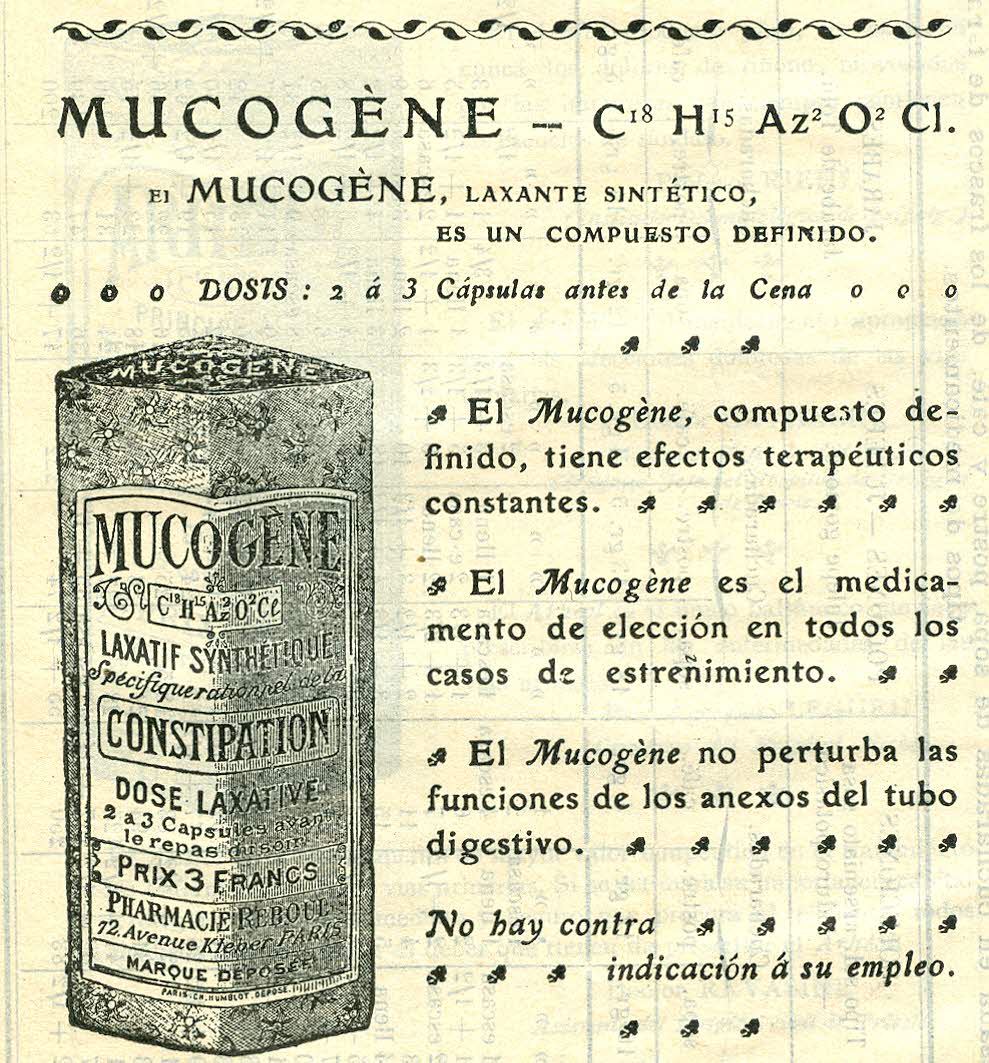 MUCOGÈNE – C¹⁸ H¹⁵ Az² O² Cl.
El MUCOGÈNE, LAXANTE SINTÉTICO,
ES UN COMPUESTO DEFINIDO.
DOSIS : 2 á 3 Cápsulas antes de la Cena
El Mucogène, compuesto de-
finido, tiene efectos terapéuticos
constantes.
El Mucogène es el medica-
mento de elección en todos los
casos de estreñimiento.
El Mucogène no perturba las
funciones de los anexos del tubo
digestivo.
No hay contra
indicación á su empleo.
MUCOGÈNE
MUCOGÈNE
C¹⁸H¹⁵Az²O²Cl
LAXATIF SYNTHÉTIQUE
Spécifique rationnel de la
CONSTIPATION
DOSE LAXATIVE
2 a 3 Capsules avant
le repas du soir
PRIX 3 FRANCS
PHARMACIE REBOUL
72, Avenue Kleber PARIS
MARQUE DÉPOSÉE
PARIS. CH. HUMBLOT. DEPOSÉ.